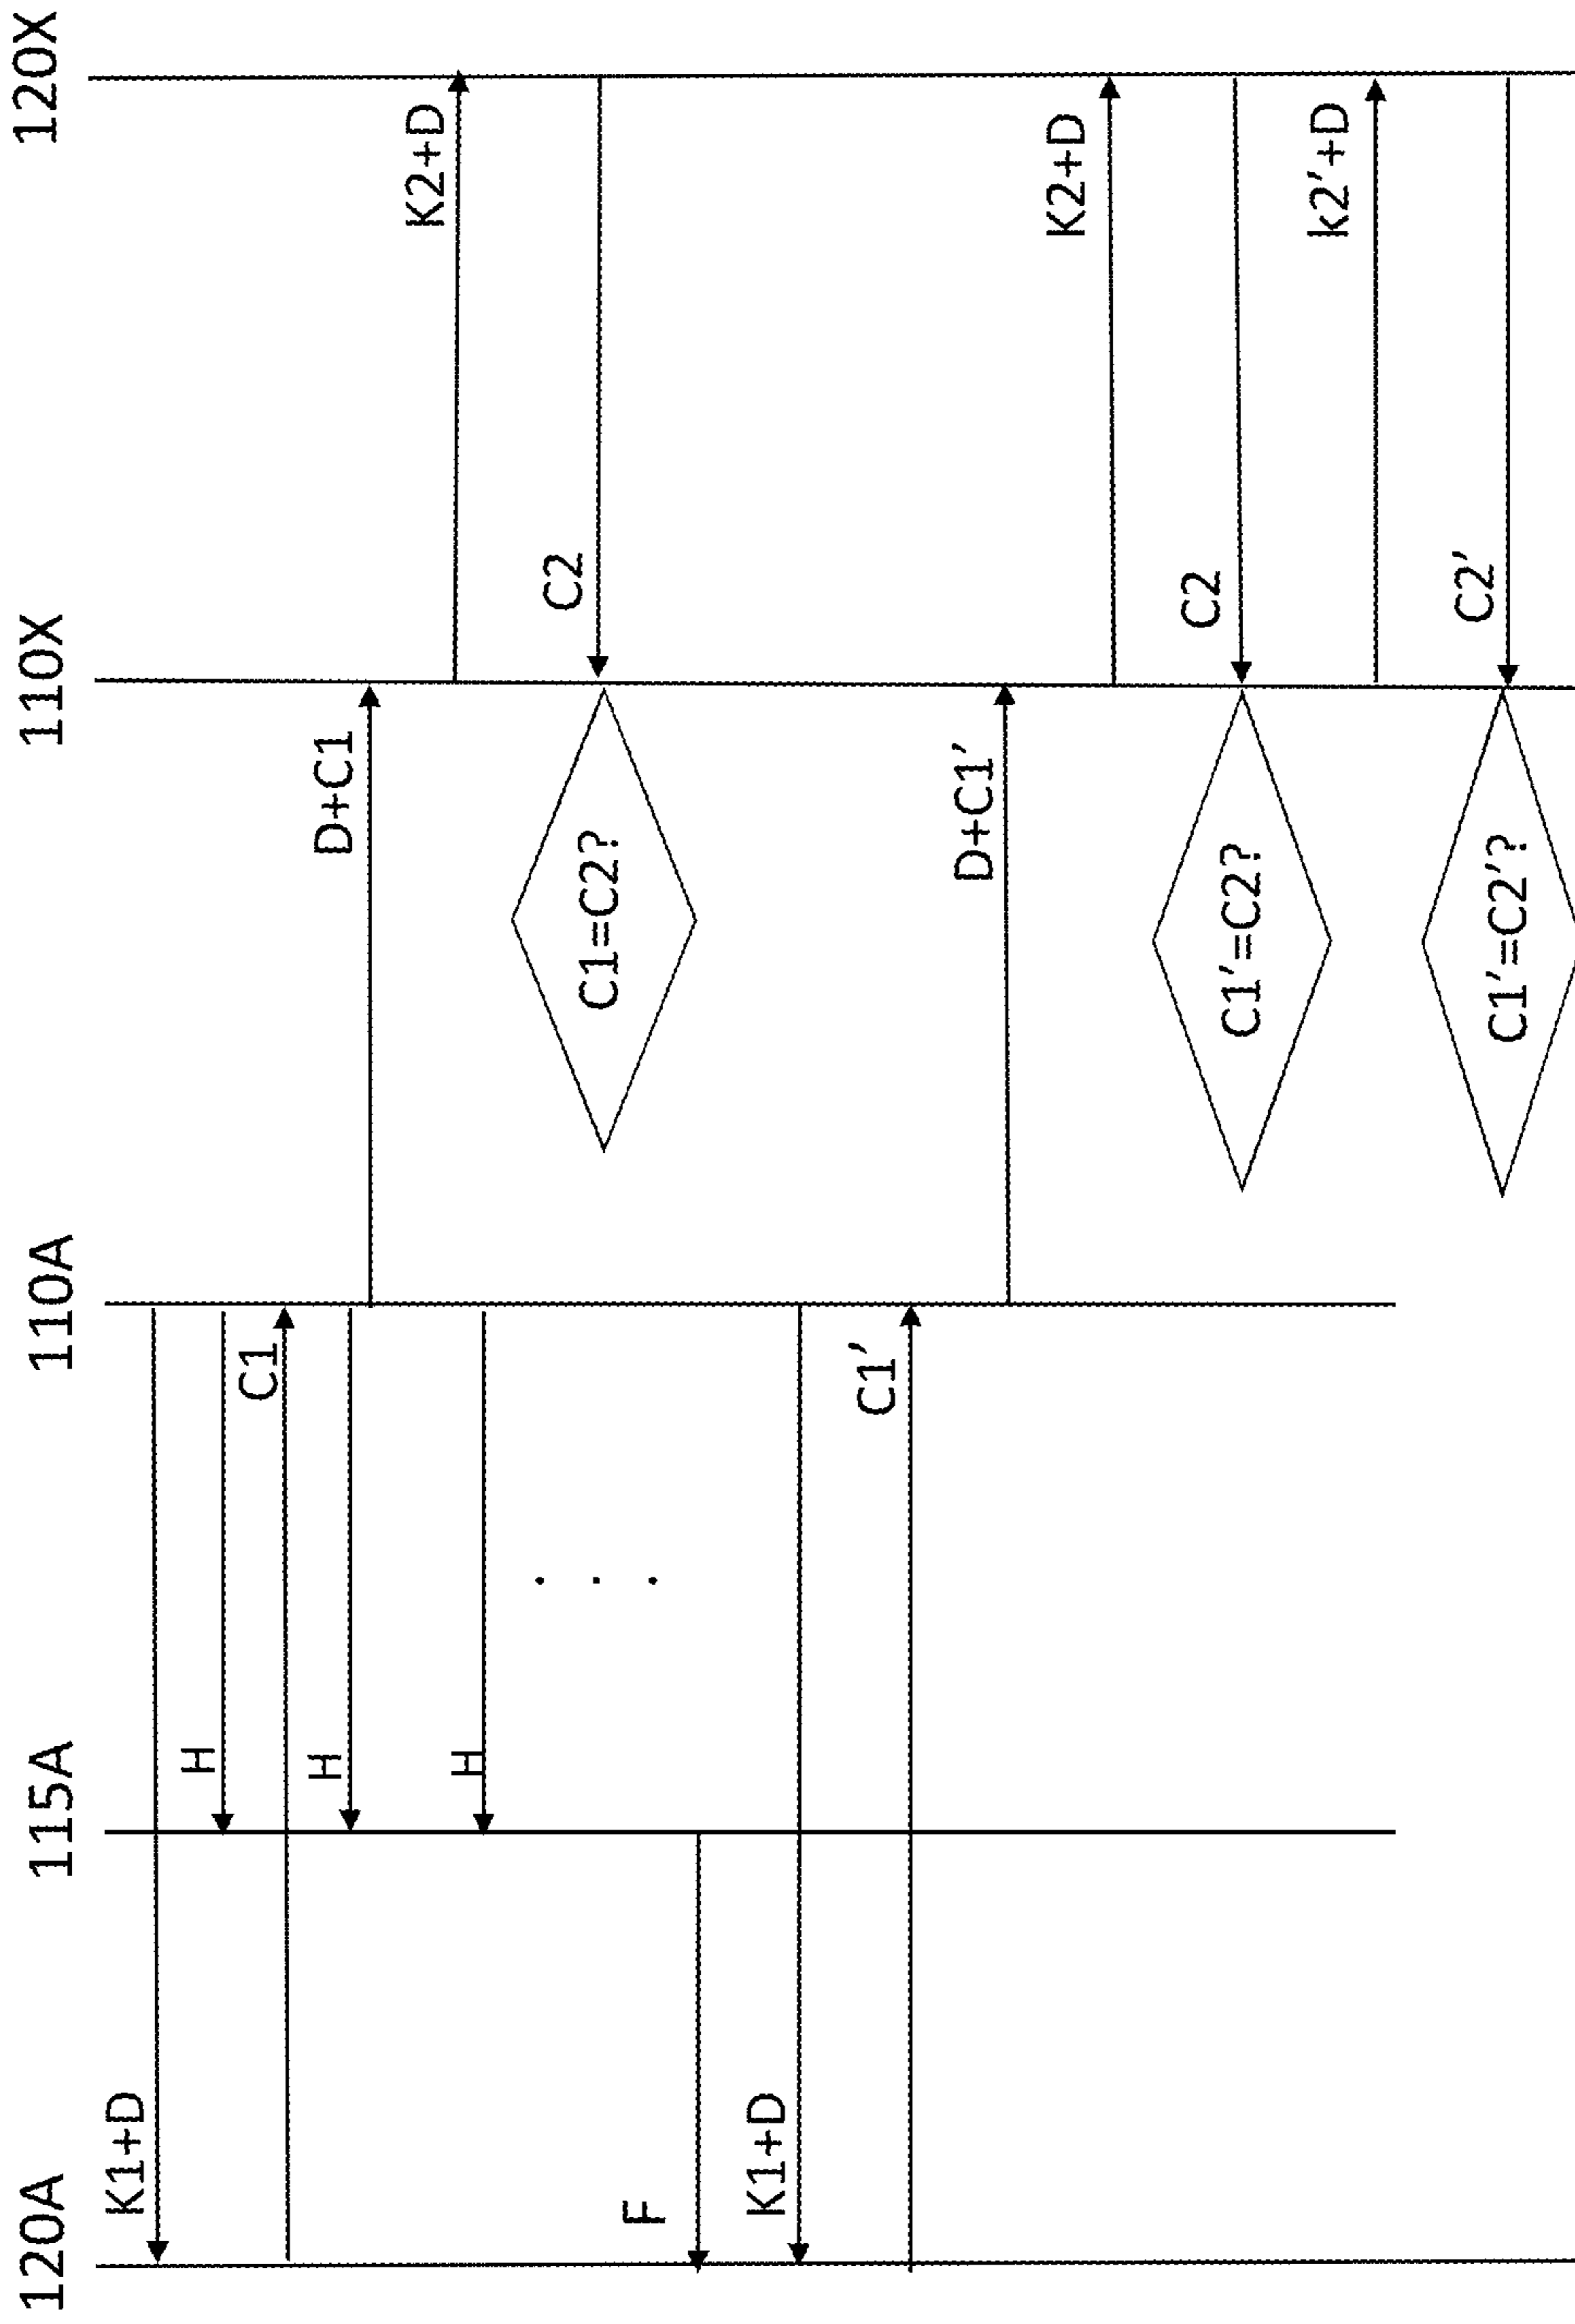 120A 115A 110A 110X 120X
K1+D
H
C1
H
D+C1
K2+D
H
C2
C1=C2?
F
K1+D
C1'
D+C1'
K2+D
C2
C1'=C2?
k2'+D
C2'
C1'=C2'?